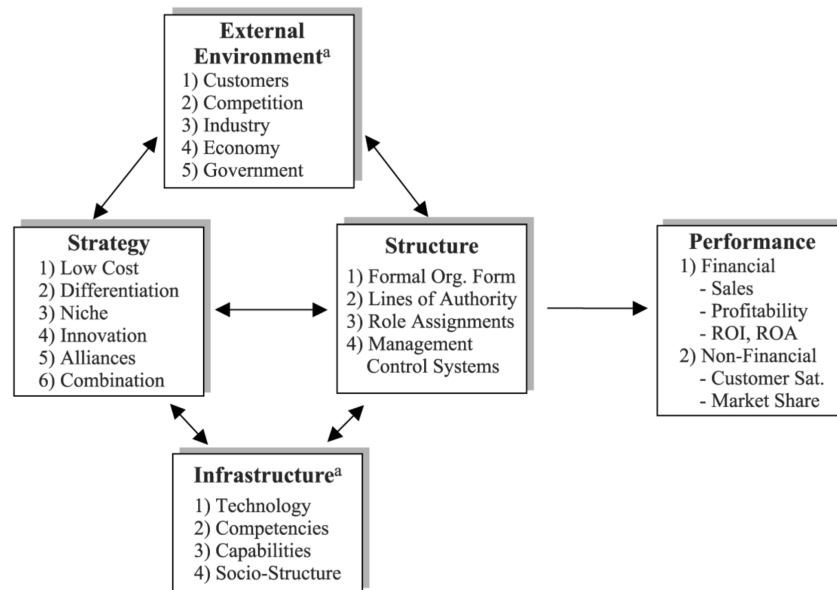 External
Environmentᵃ
1) Customers
2) Competition
3) Industry
4) Economy
5) Government
Strategy
1) Low Cost
2) Differentiation
3) Niche
4) Innovation
5) Alliances
6) Combination
Structure
1) Formal Org. Form
2) Lines of Authority
3) Role Assignments
4) Management
Control Systems
Performance
1) Financial
- Sales
- Profitability
- ROI, ROA
2) Non-Financial
- Customer Sat.
- Market Share
Infrastructureᵃ
1) Technology
2) Competencies
3) Capabilities
4) Socio-Structure